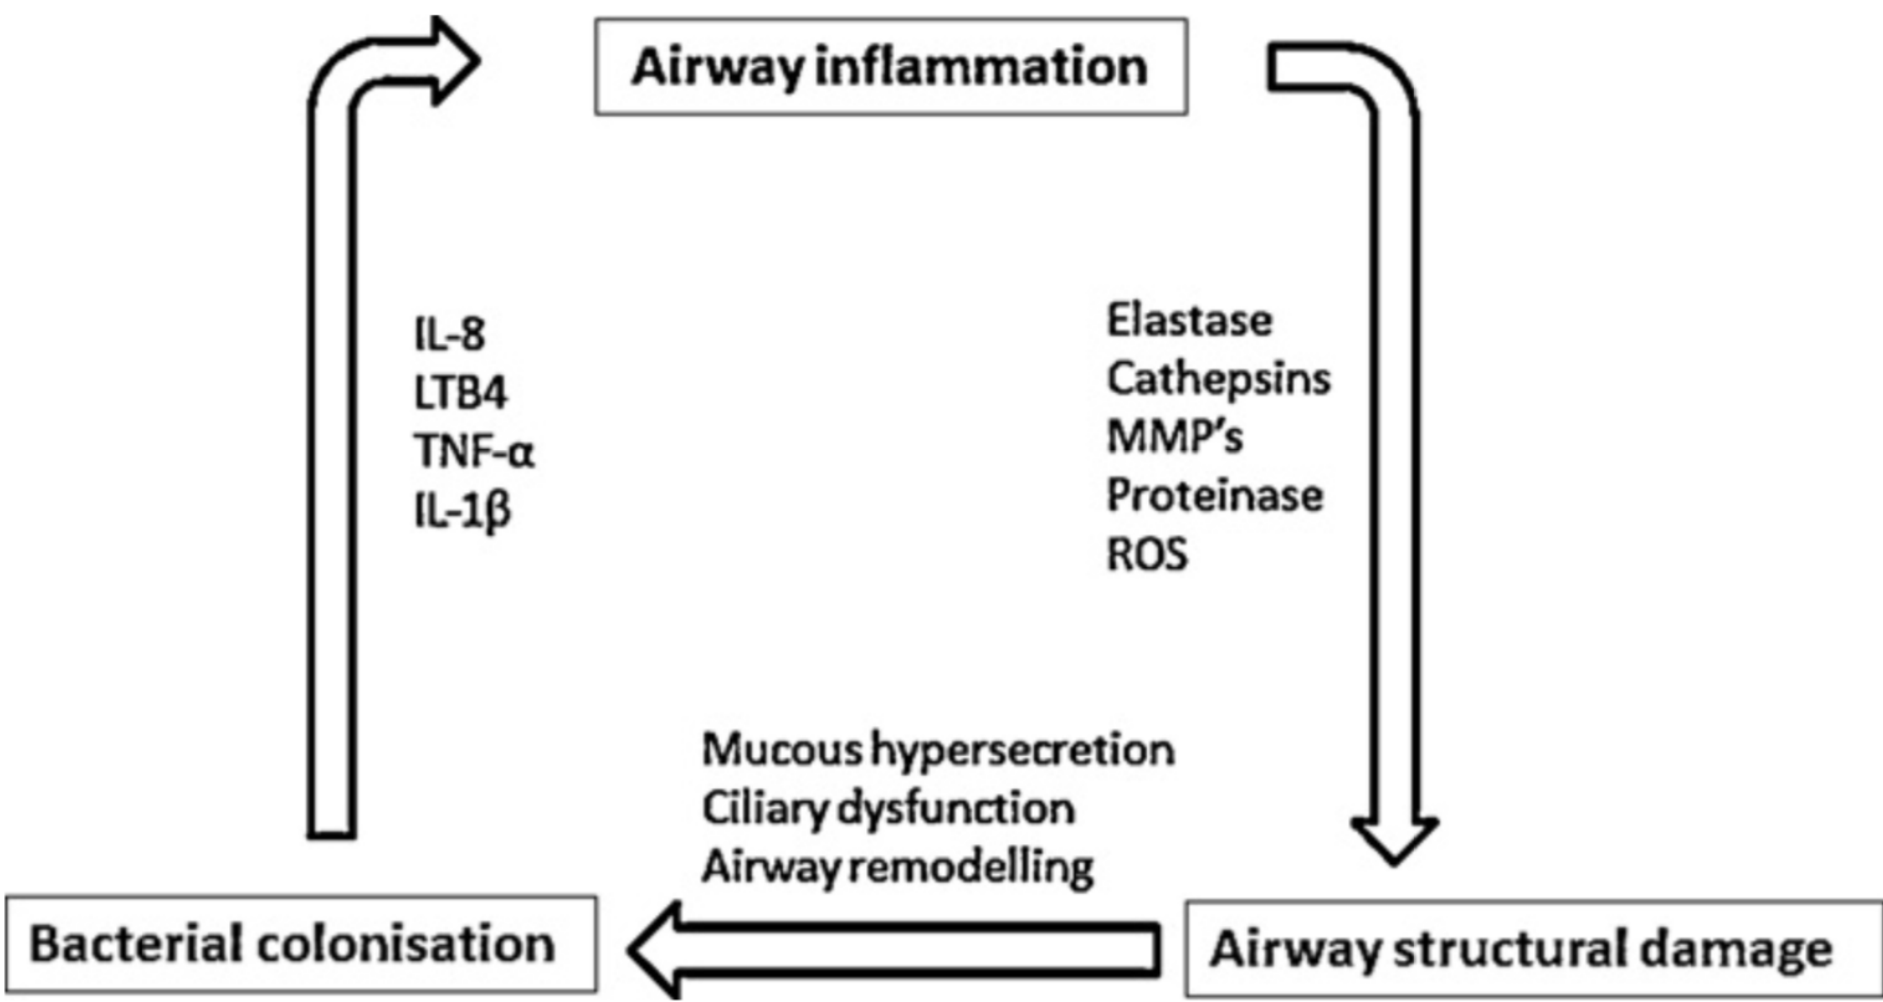 Airway inflammation
IL-8
LTB4
TNF-α
IL-1β
Elastase
Cathepsins
MMP’s
Proteinase
ROS
Mucous hypersecretion
Ciliary dysfunction
Airway remodelling
Bacterial colonisation
Airway structural damage